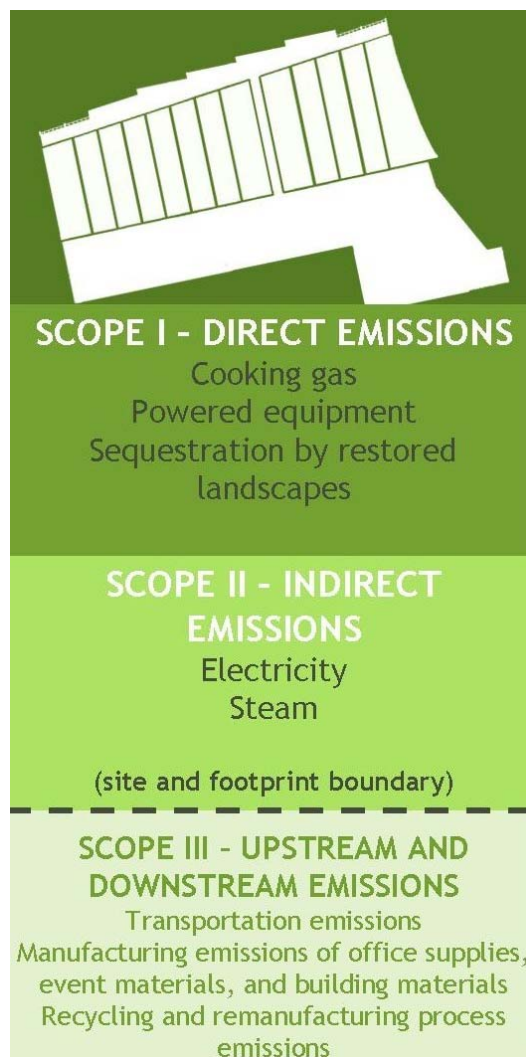 SCOPE I – DIRECT EMISSIONS
Cooking gas
Powered equipment
Sequestration by restored
landscapes
SCOPE II – INDIRECT
EMISSIONS
Electricity
Steam
(site and footprint boundary)
SCOPE III – UPSTREAM AND
DOWNSTREAM EMISSIONS
Transportation emissions
Manufacturing emissions of office supplies,
event materials, and building materials
Recycling and remanufacturing process
emissions